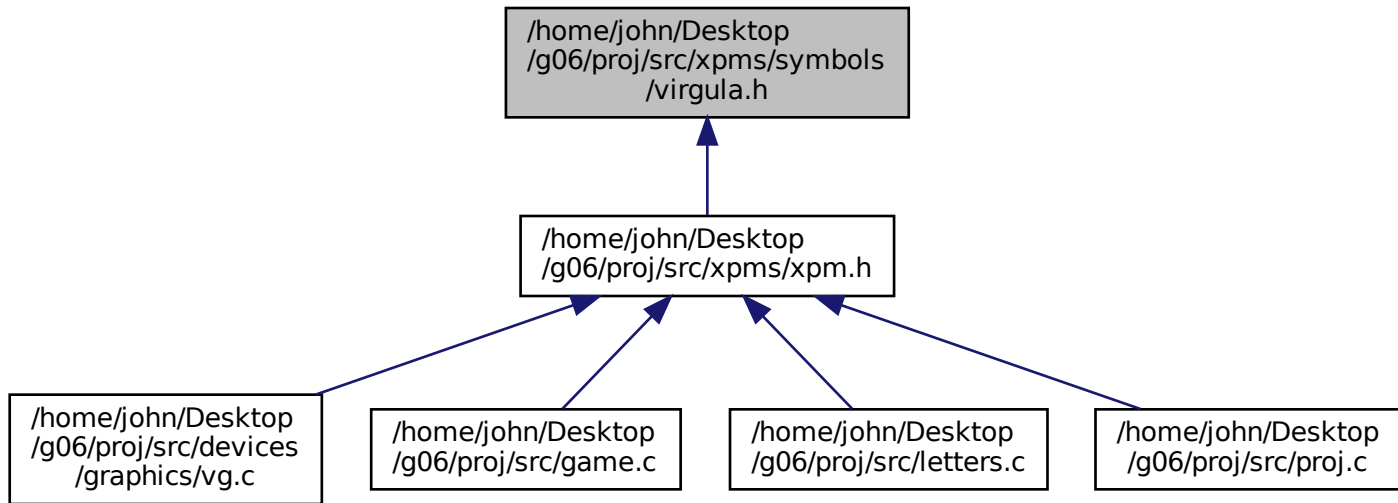 /home/john/Desktop
/g06/proj/src/xpms/symbols
/virgula.h
/home/john/Desktop
/g06/proj/src/xpms/xpm.h
/home/john/Desktop
/g06/proj/src/devices
/graphics/vg.c
/home/john/Desktop
/g06/proj/src/game.c
/home/john/Desktop
/g06/proj/src/letters.c
/home/john/Desktop
/g06/proj/src/proj.c